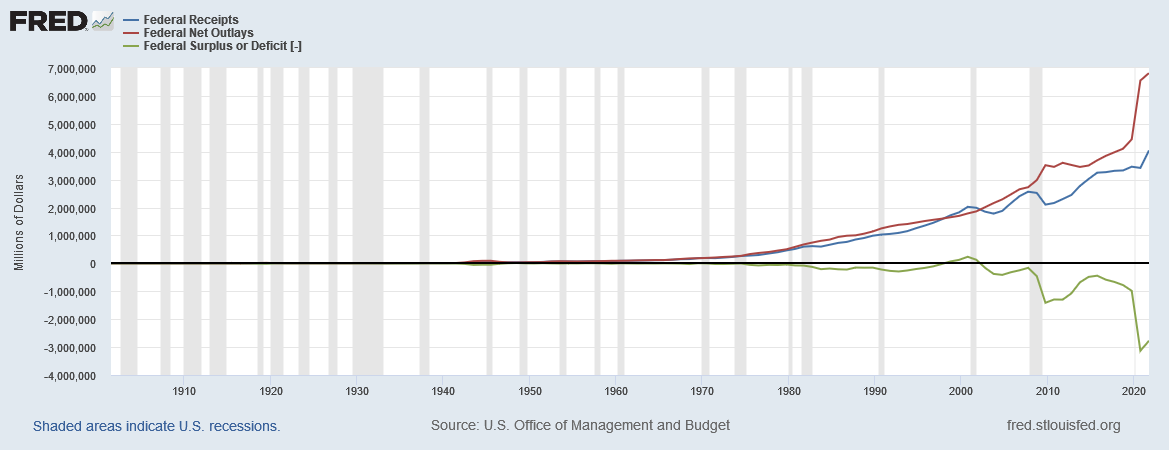 FRED
Federal Receipts
Federal Net Outlays
Federal Surplus or Deficit [-]
Millions of Dollars
7,000,000
6,000,000
5,000,000
4,000,000
3,000,000
2,000,000
1,000,000
0
-1,000,000
-2,000,000
-3,000,000
-4,000,000
1910 1920 1930 1940 1950 1960 1970 1980 1990 2000 2010 2020
Shaded areas indicate U.S. recessions. Source: U.S. Office of Management and Budget fred.stlouisfed.org